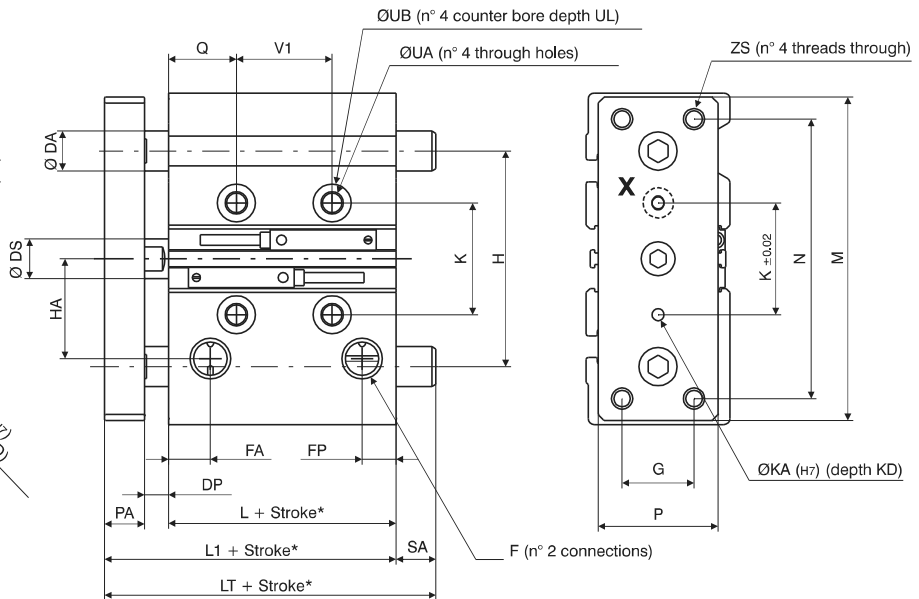 ØUB (n° 4 counter bore depth UL)
Q
V1
ØUA (n° 4 through holes)
ZS (n° 4 threads through)
Ø DA
X
Ø DS
HA
K
H
K ±0.02
N
M
FA
FP
G
ØKA (H7) (depth KD)
DP
PA
L + Stroke*
P
L1 + Stroke*
SA
F (n° 2 connections)
LT + Stroke*